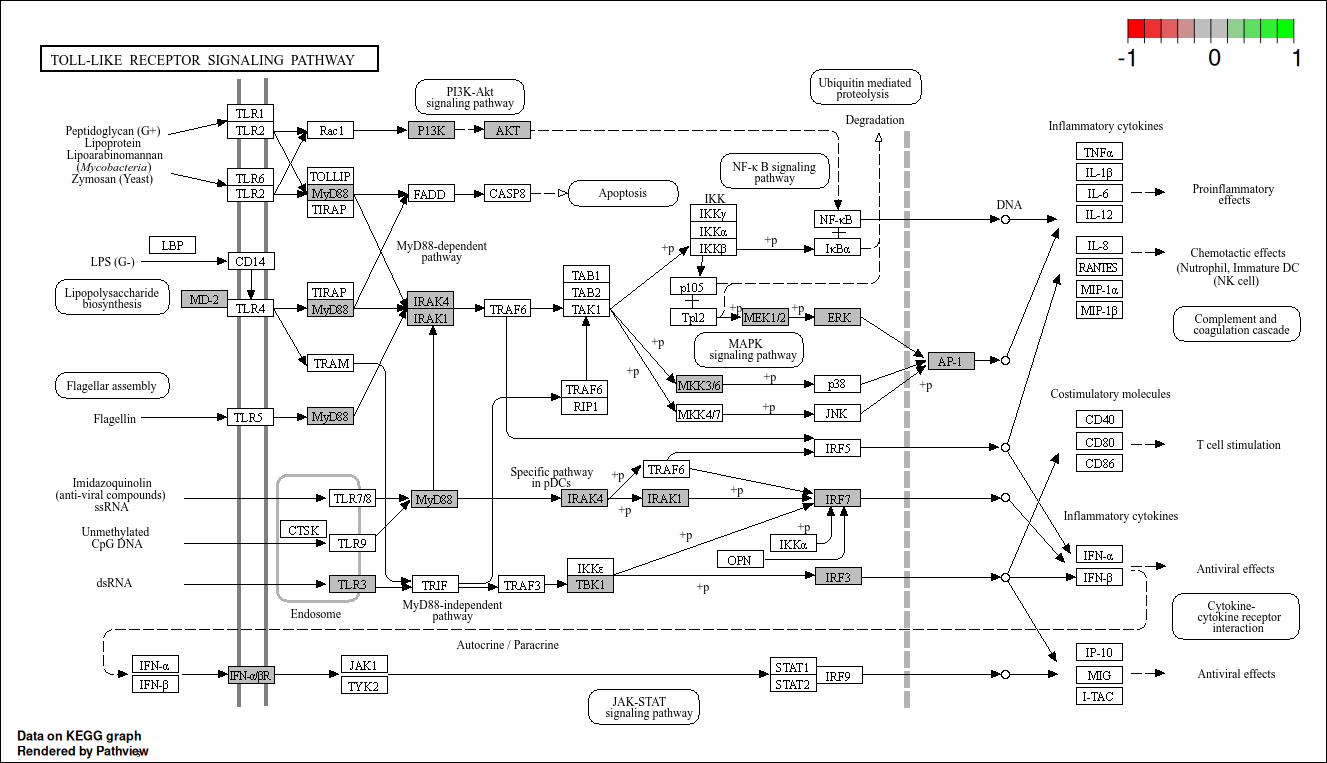 -1 0 1
TOLL-LIKE RECEPTOR SIGNALING PATHWAY
PI3K-Akt
signaling pathway
Ubiquitin mediated
proteolysis
Degradation
Inflammatory cytokines
TLR1
TLR2
Peptidoglycan (G+)
Lipoprotein
Lipoarabinomannan
(Mycobacteria)
Zymosan (Yeast)
Rac1
P13K
AKT
TLR6
TLR2
TOLLIP
MyD88
TIRAP
FADD
CASP8
Apoptosis
NF-κ B signaling
pathway
TNFα
IL-1β
IL-6
IL-12
Proinflammatory
effects
IKK
IKKγ
IKKα
IKKβ
NF-κB
+
IκBα
DNA
LBP
LPS (G-)
CD14
MyD88-dependent
pathway
+p
+p
IL-8
RANTES
MIP-1α
MIP-1β
Chemotactic effects
(Nutrophil, Immature DC
(NK cell)
Lipopolysaccharide
biosynthesis
MD-2
TLR4
TIRAP
MyD88
IRAK4
IRAK1
TRAF6
TAB1
TAB2
TAK1
p105
+
Tpl2
+p
MEK1/2
+p
ERK
Complement and
coagulation cascade
MAPK
signaling pathway
+p
+p
AP-1
+p
TRAM
Flagellar assembly
Flagellin
TLR5
MyD88
TRAF6
RIP1
MKK3/6
+p
p38
MKK4/7
+p
JNK
Costimulatory molecules
CD40
CD80
CD86
T cell stimulation
IRF5
Specific pathway
in pDCs
TRAF6
+p
Imidazoquinolin
(anti-viral compounds)
ssRNA
TLR7/8
MyD88
IRAK4
+p
IRAK1
+p
IRF7
Unmethylated
CpG DNA
CTSK
TLR9
+p
+p
IKKα
OPN
Inflammatory cytokines
IFN-α
IFN-β
Antiviral effects
dsRNA
TLR3
TRIF
TRAF3
IKKε
TBK1
+p
IRF3
Endosome
MyD88-independent
pathway
Cytokine-
cytokine receptor
interaction
Autocrine / Paracrine
IFN-α
IFN-β
IFN-αβR
JAK1
TYK2
STAT1
STAT2
IRF9
IP-10
MIG
I-TAC
Antiviral effects
JAK-STAT
signaling pathway
Data on KEGG graph
Rendered by Pathview